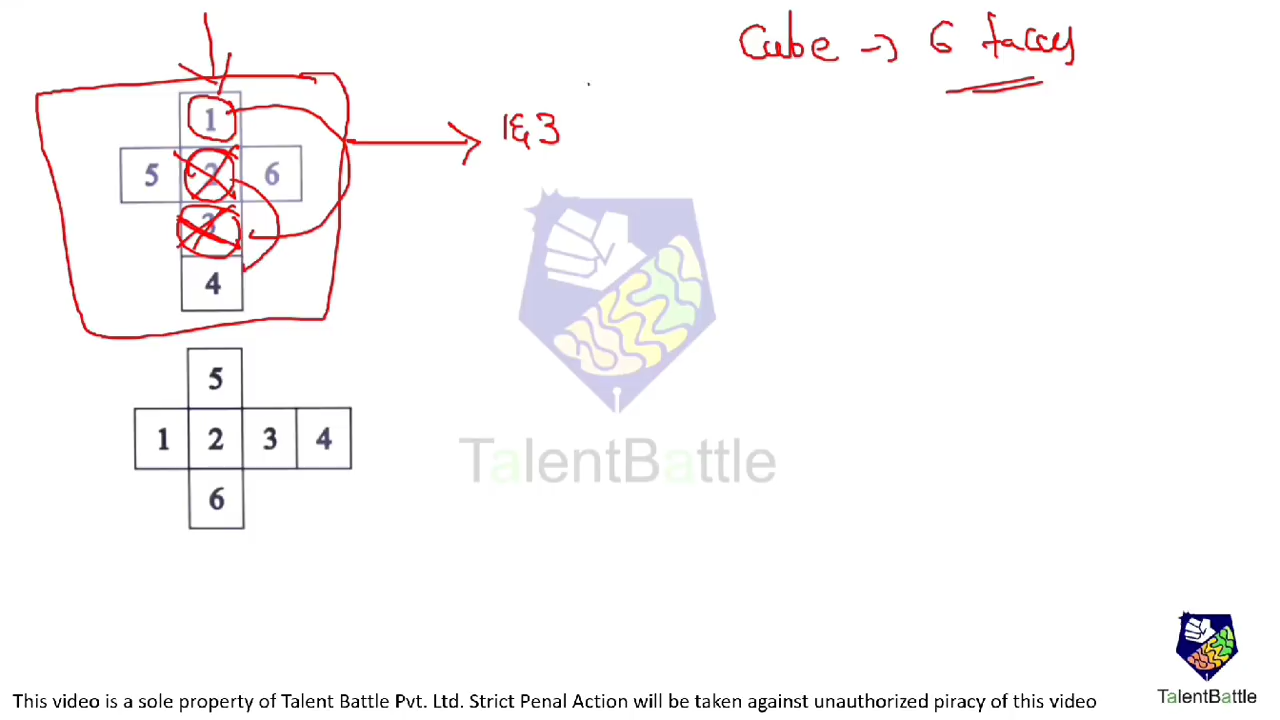 Cube → 6 faces
1
1&3
5 2 6
3
4
5
1 2 3 4
6
TalentBattle
TalentBattle
This video is a sole property of Talent Battle Pvt. Ltd. Strict Penal Action will be taken against unauthorized piracy of this video